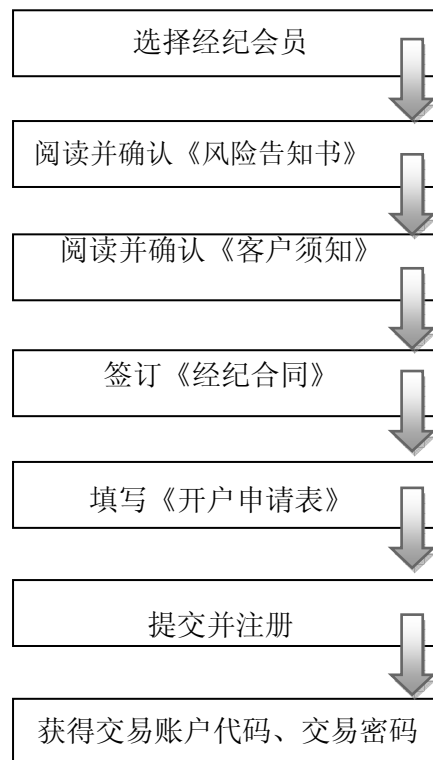 选择经纪会员
阅读并确认《风险告知书》
阅读并确认《客户须知》
签订《经纪合同》
填写《开户申请表》
提交并注册
获得交易账户代码、交易密码